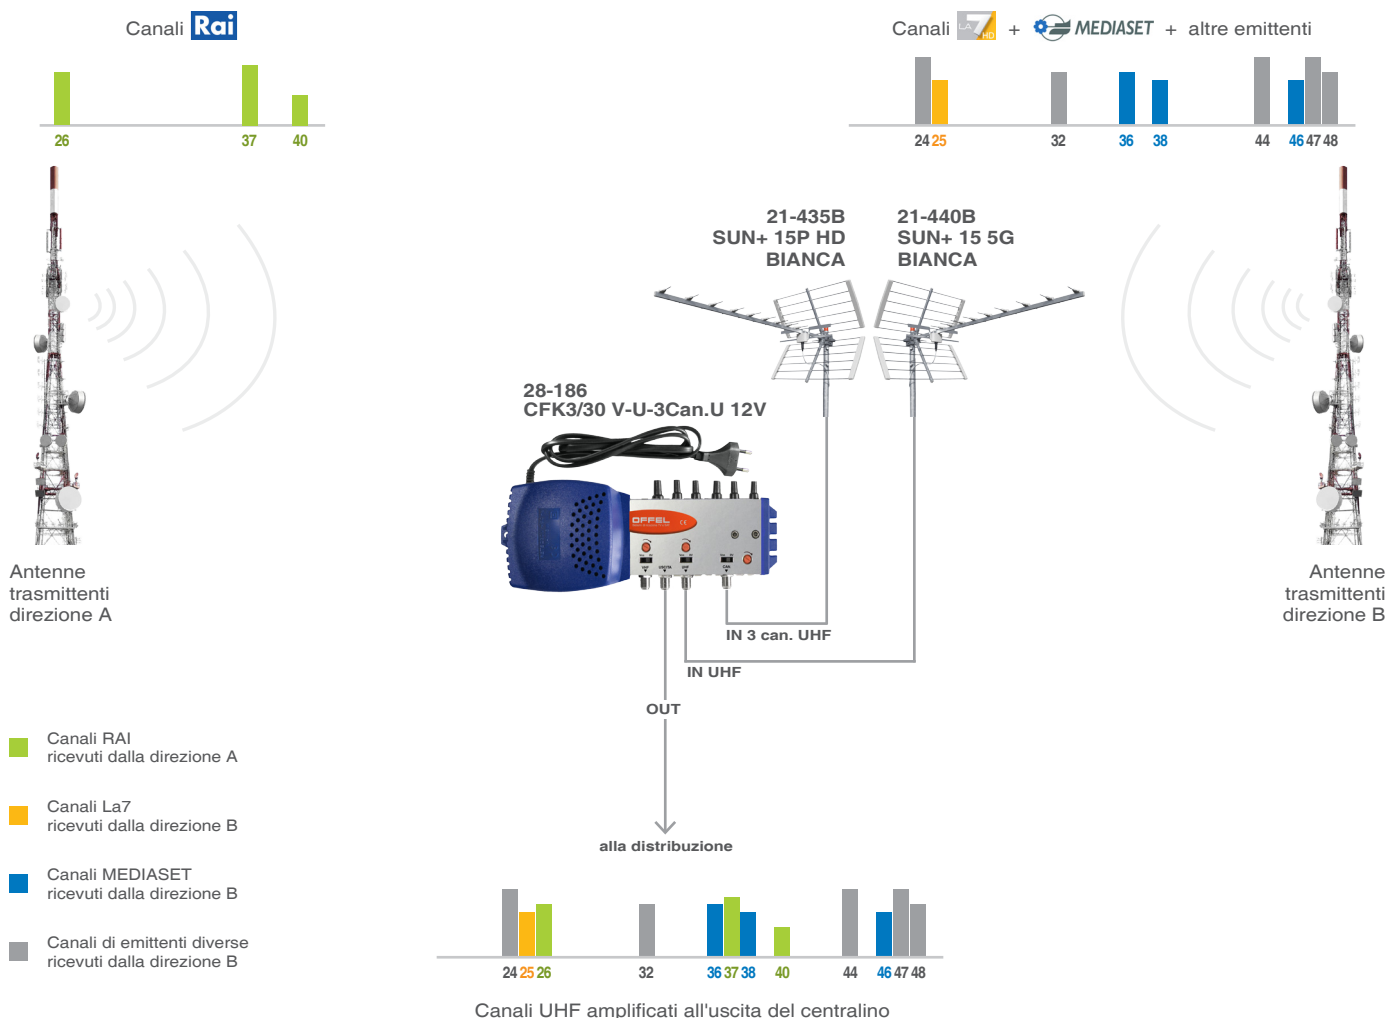 Canali Rai
Canali LA7 HD + MEDIASET + altre emittenti
26 37 40
24 25 32 36 38 44 46 47 48
21-435B
SUN+ 15P HD
BIANCA
21-440B
SUN+ 15 5G
BIANCA
28-186
CFK3/30 V-U-3Can.U 12V
OFFEL CE
USCITA
UHF
CAN.
Antenne
trasmittenti
direzione A
Antenne
trasmittenti
direzione B
IN 3 can. UHF
IN UHF
OUT
Canali RAI
ricevuti dalla direzione A
Canali La7
ricevuti dalla direzione B
Canali MEDIASET
ricevuti dalla direzione B
Canali di emittenti diverse
ricevuti dalla direzione B
alla distribuzione
24 25 26 32 36 37 38 40 44 46 47 48
Canali UHF amplificati all'uscita del centralino